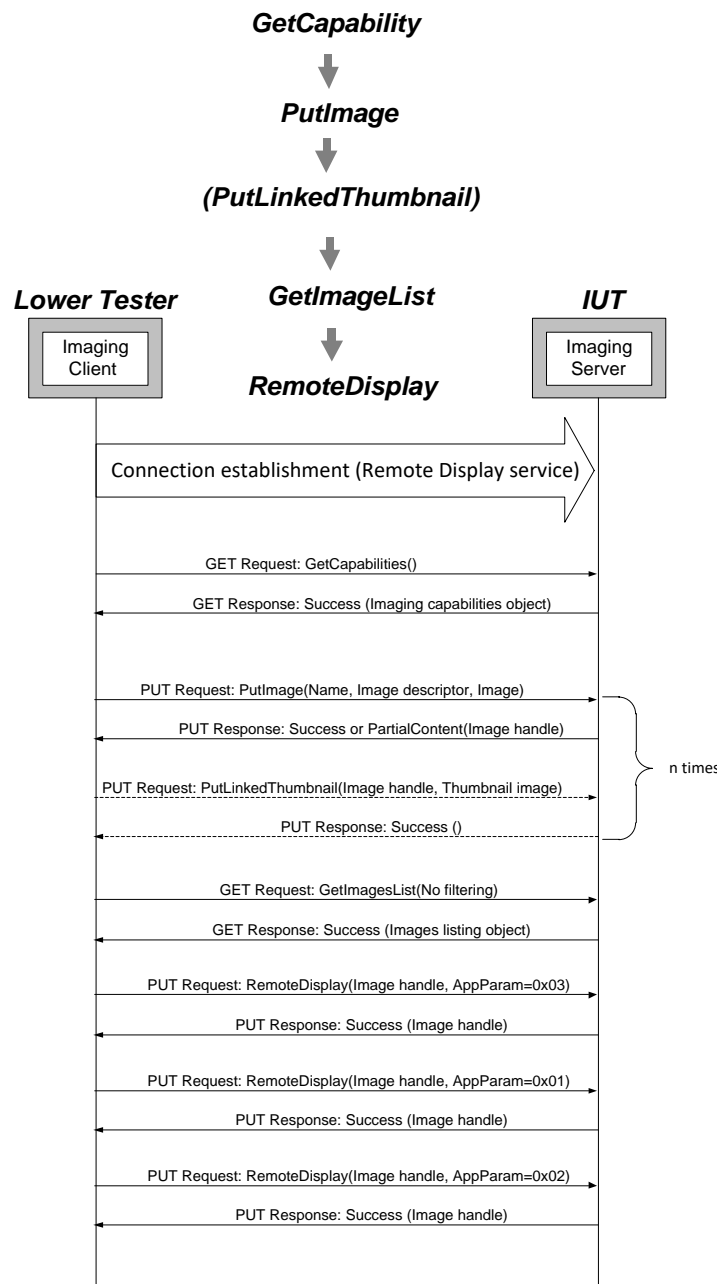 GetCapability
PutImage
(PutLinkedThumbnail)
GetImageList
RemoteDisplay
Lower Tester
IUT
Imaging
Client
Imaging
Server
Connection establishment (Remote Display service)
GET Request: GetCapabilities()
GET Response: Success (Imaging capabilities object)
PUT Request: PutImage(Name, Image descriptor, Image)
PUT Response: Success or PartialContent(Image handle)
n times
PUT Request: PutLinkedThumbnail(Image handle, Thumbnail image)
PUT Response: Success ()
GET Request: GetImagesList(No filtering)
GET Response: Success (Images listing object)
PUT Request: RemoteDisplay(Image handle, AppParam=0x03)
PUT Response: Success (Image handle)
PUT Request: RemoteDisplay(Image handle, AppParam=0x01)
PUT Response: Success (Image handle)
PUT Request: RemoteDisplay(Image handle, AppParam=0x02)
PUT Response: Success (Image handle)